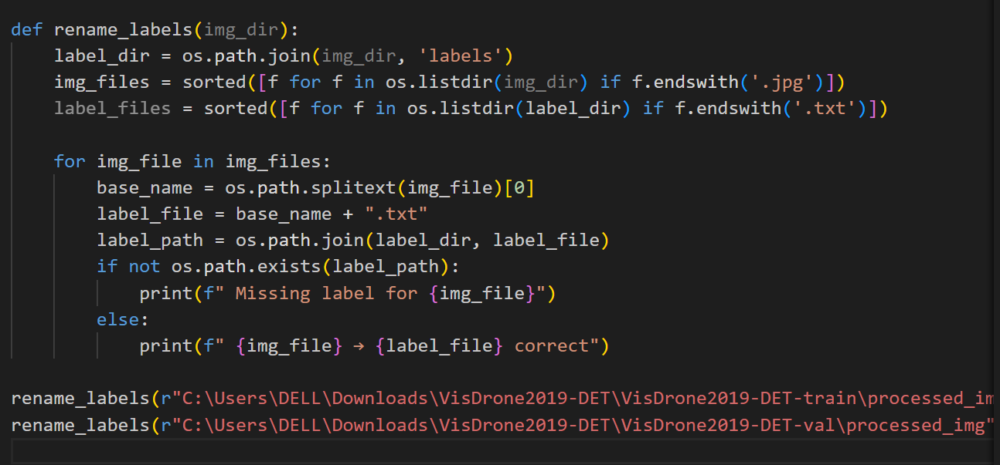 def rename_labels(img_dir):
    label_dir = os.path.join(img_dir, 'labels')
    img_files = sorted([f for f in os.listdir(img_dir) if f.endswith('.jpg')])
    label_files = sorted([f for f in os.listdir(label_dir) if f.endswith('.txt')])
    for img_file in img_files:
        base_name = os.path.splitext(img_file)[0]
        label_file = base_name + ".txt"
        label_path = os.path.join(label_dir, label_file)
        if not os.path.exists(label_path):
            print(f" Missing label for {img_file}")
        else:
            print(f" {img_file} → {label_file} correct")
rename_labels(r"C:\Users\DELL\Downloads\VisDrone2019-DET\VisDrone2019-DET-train\processed_im
rename_labels(r"C:\Users\DELL\Downloads\VisDrone2019-DET\VisDrone2019-DET-val\processed_img"